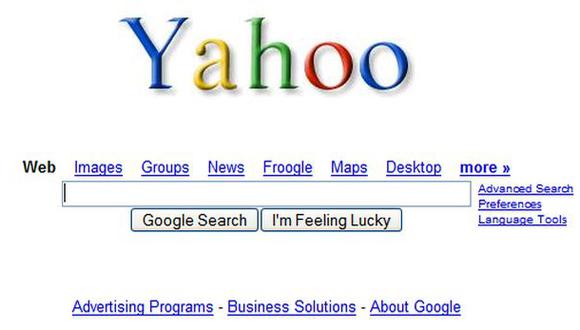 Yahoo
Web Images Groups News Froogle Maps Desktop more »
Advanced Search
Preferences
Language Tools
Google Search I'm Feeling Lucky
Advertising Programs - Business Solutions - About Google